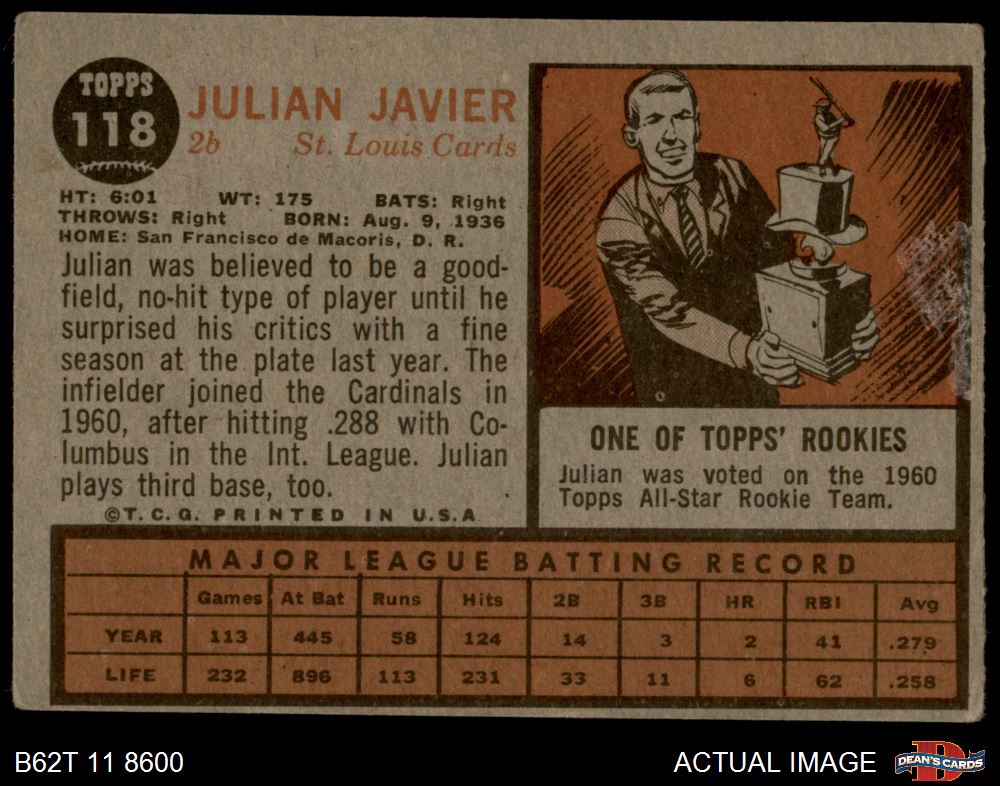 TOPPS
118
JULIAN JAVIER
2b St. Louis Cards
HT: 6:01 WT: 175 BATS: Right
THROWS: Right BORN: Aug. 9, 1936
HOME: San Francisco de Macoris, D. R.
Julian was believed to be a good-
field, no-hit type of player until he
surprised his critics with a fine
season at the plate last year. The
infielder joined the Cardinals in
1960, after hitting .288 with Co-
lumbus in the Int. League. Julian
plays third base, too.
©T. C. G. PRINTED IN U.S.A.
ONE OF TOPPS' ROOKIES
Julian was voted on the 1960
Topps All-Star Rookie Team.
MAJOR LEAGUE BATTING RECORD
Games At Bat Runs Hits 2B 3B HR RBI Avg
YEAR 113 445 58 124 14 3 2 41 .279
LIFE 232 896 113 231 33 11 6 62 .258
B62T 11 8600
ACTUAL IMAGE
DEAN'S CARDS